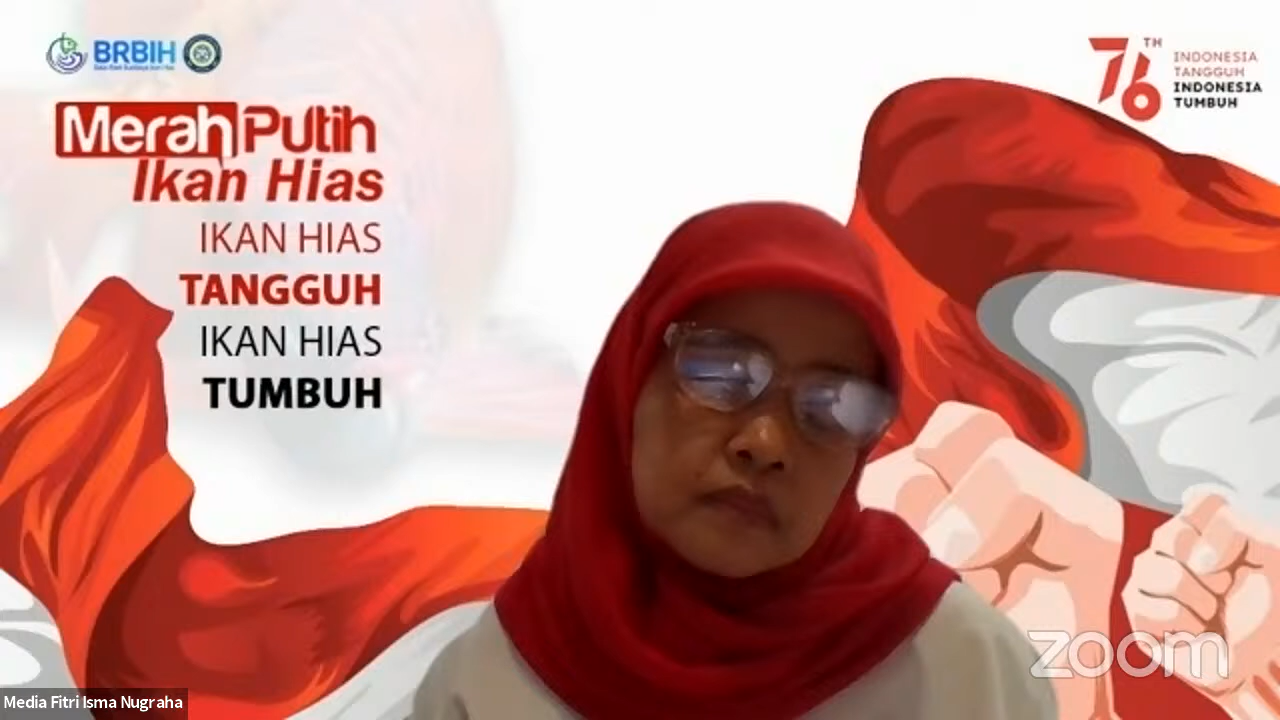 BRBIH
Merah Putih
Ikan Hias
IKAN HIAS
TANGGUH
IKAN HIAS
TUMBUH
76 TH
INDONESIA
TANGGUH
INDONESIA
TUMBUH
zoom
Media Fitri Isma Nugraha